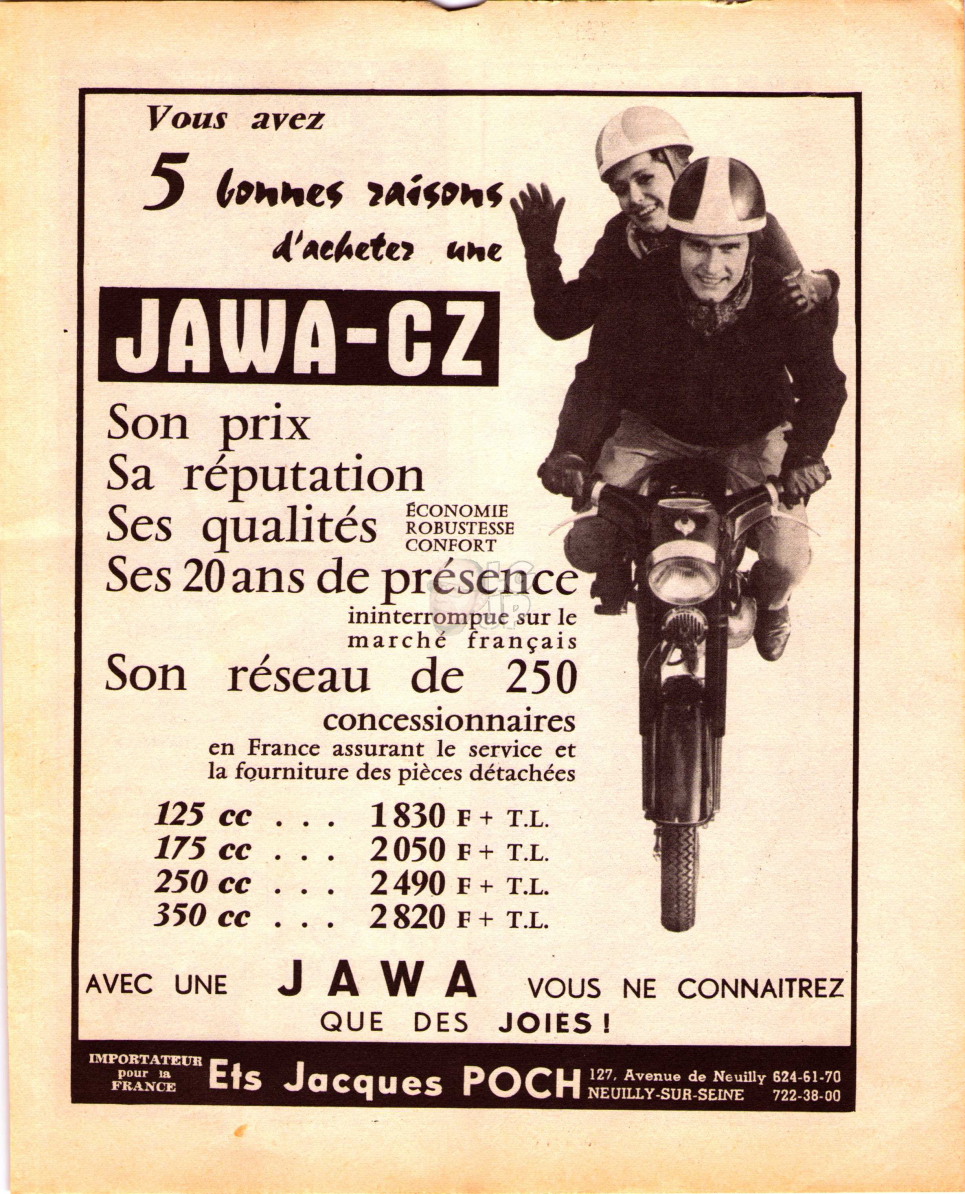 Vous avez
5 bonnes raisons
d'acheter une
JAWA-CZ
Son prix
Sa réputation
Ses qualités ÉCONOMIE
ROBUSTESSE
CONFORT
Ses 20 ans de présence
ininterrompue sur le
marché français
Son réseau de 250
concessionnaires
en France assurant le service et
la fourniture des pièces détachées
125 cc . . . 1830 F + T.L.
175 cc . . . 2050 F + T.L.
250 cc . . . 2490 F + T.L.
350 cc . . . 2820 F + T.L.
AVEC UNE JAWA VOUS NE CONNAITREZ
QUE DES JOIES !
IMPORTATEUR
pour la
FRANCE
Ets Jacques POCH
127, Avenue de Neuilly 624-61-70
NEUILLY-SUR-SEINE 722-38-00